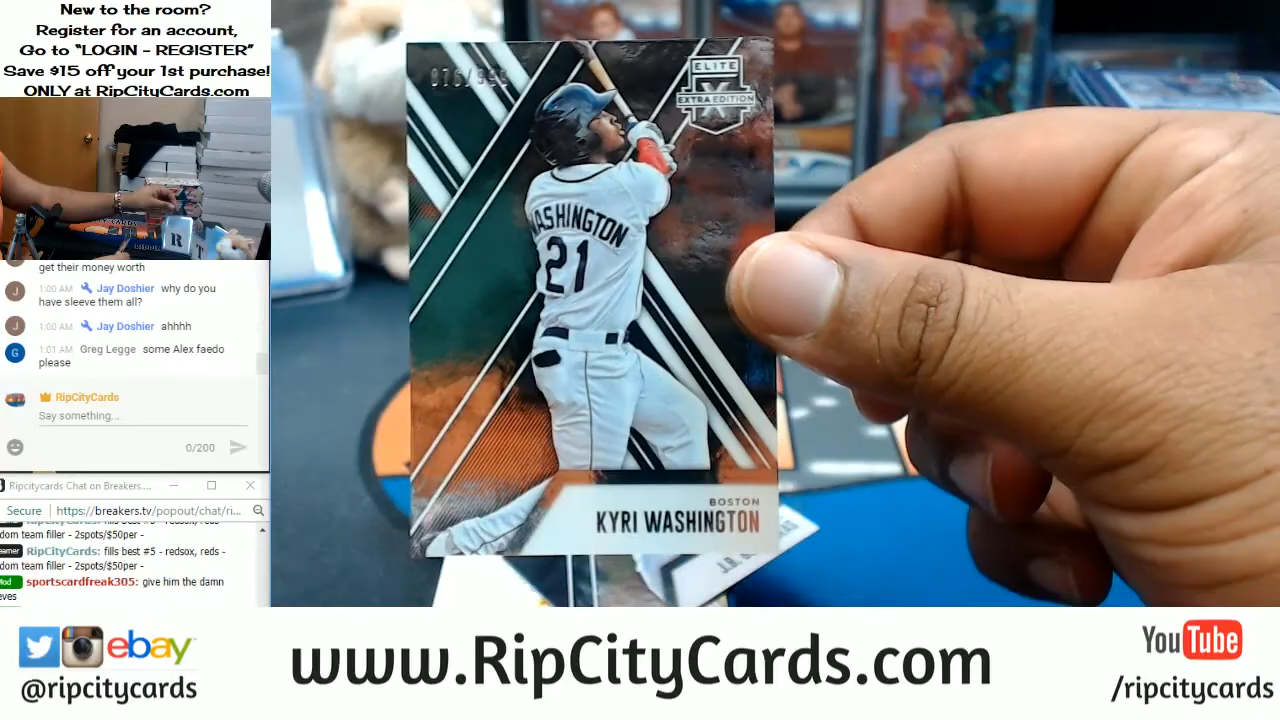 New to the room?
Register for an account,
Go to “LOGIN - REGISTER”
Save $15 off your 1st purchase!
ONLY at RipCityCards.com
get their money worth
J 1:00 AM Jay Doshier why do you
have sleeve them all?
J 1:00 AM Jay Doshier ahhhh
G 1:01 AM Greg Legge some Alex faedo
please
RipCityCards
Say something...
0/200
Ripcitycards Chat on Breakers....
Secure https://breakers.tv/popout/chat/ri...
dom team filler - 2spots/$50per -
RipCityCards: fills best #5 - redsox, reds -
dom team filler - 2spots/$50per -
sportscardfreak305: give him the damn
eves
ELITE
X
EXTRA EDITION
WASHINGTON
21
BOSTON
KYRI WASHINGTON
J.B.
R
ebay
@ripcitycards
www.RipCityCards.com
YouTube
/ripcitycards